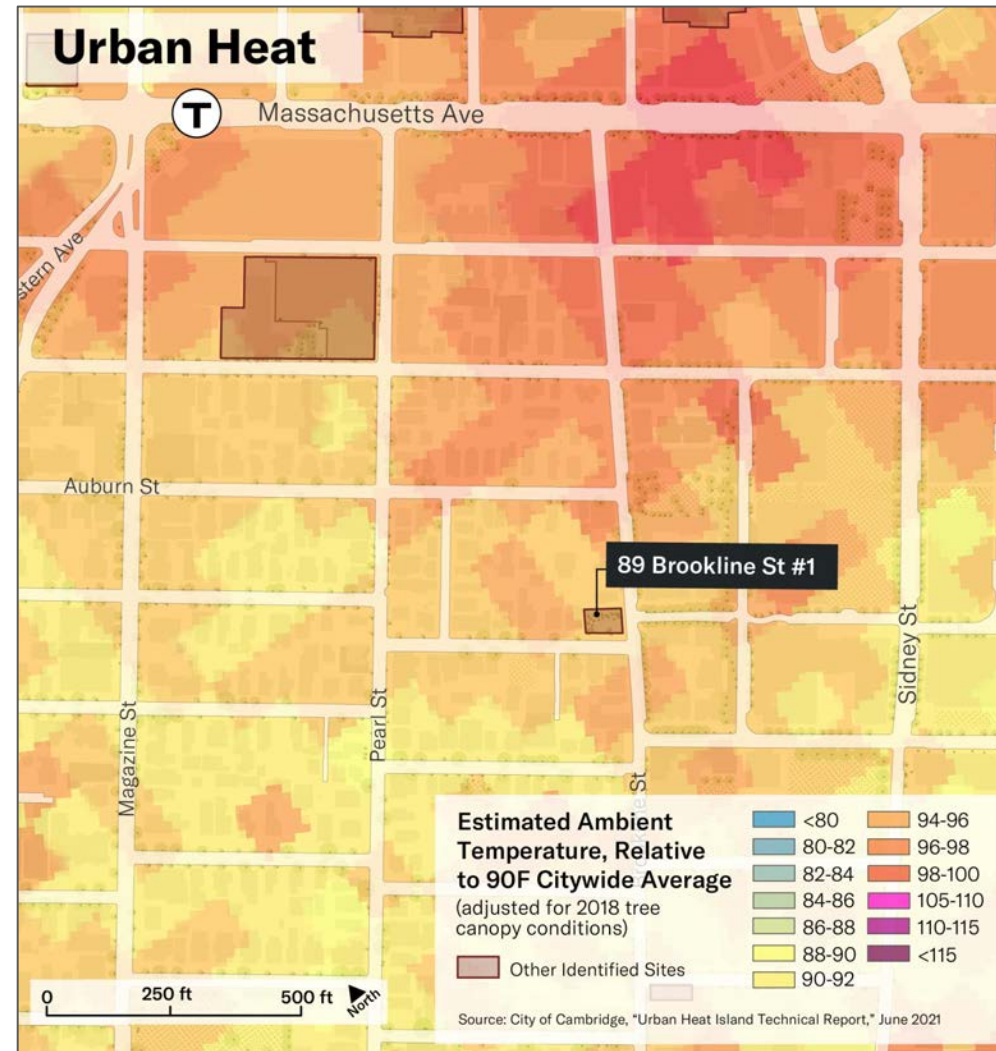 Urban Heat
T
Massachusetts Ave
stern Ave
Auburn St
89 Brookline St #1
Magazine St
Pearl St
Sidney St
Estimated Ambient
Temperature, Relative
to 90F Citywide Average
(adjusted for 2018 tree
canopy conditions)
Other Identified Sites
<80
80-82
82-84
84-86
86-88
88-90
90-92
94-96
96-98
98-100
105-110
110-115
<115
0
250 ft
500 ft
North
Source: City of Cambridge, "Urban Heat Island Technical Report," June 2021